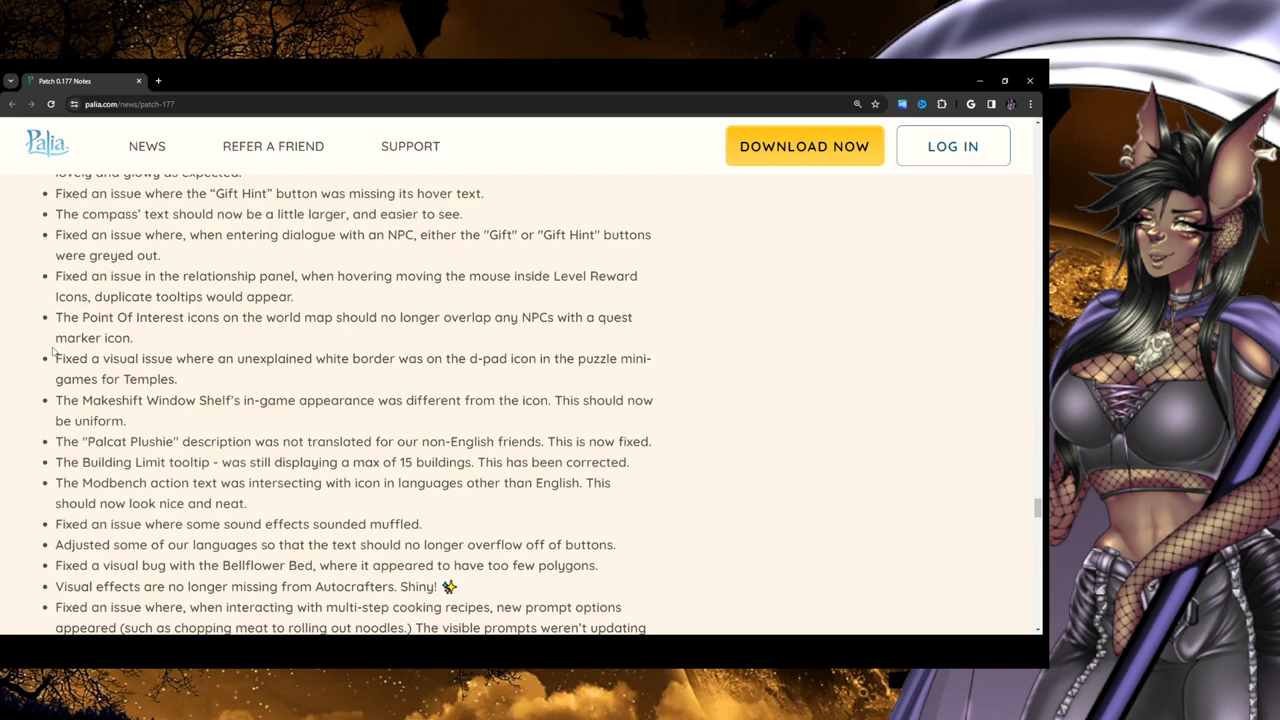 Patch 0.177 Notes
palia.com/news/patch-177
Palia
NEWS
REFER A FRIEND
SUPPORT
DOWNLOAD NOW
LOG IN
lovely and glowy as expected.
• Fixed an issue where the “Gift Hint” button was missing its hover text.
• The compass’ text should now be a little larger, and easier to see.
• Fixed an issue where, when entering dialogue with an NPC, either the "Gift" or "Gift Hint" buttons
were greyed out.
• Fixed an issue in the relationship panel, when hovering moving the mouse inside Level Reward
Icons, duplicate tooltips would appear.
• The Point Of Interest icons on the world map should no longer overlap any NPCs with a quest
marker icon.
• Fixed a visual issue where an unexplained white border was on the d-pad icon in the puzzle mini-
games for Temples.
• The Makeshift Window Shelf’s in-game appearance was different from the icon. This should now
be uniform.
• The "Palcat Plushie" description was not translated for our non-English friends. This is now fixed.
• The Building Limit tooltip - was still displaying a max of 15 buildings. This has been corrected.
• The Modbench action text was intersecting with icon in languages other than English. This
should now look nice and neat.
• Fixed an issue where some sound effects sounded muffled.
• Adjusted some of our languages so that the text should no longer overflow off of buttons.
• Fixed a visual bug with the Bellflower Bed, where it appeared to have too few polygons.
• Visual effects are no longer missing from Autocrafters. Shiny! ✨
• Fixed an issue where, when interacting with multi-step cooking recipes, new prompt options
appeared (such as chopping meat to rolling out noodles.) The visible prompts weren’t updating